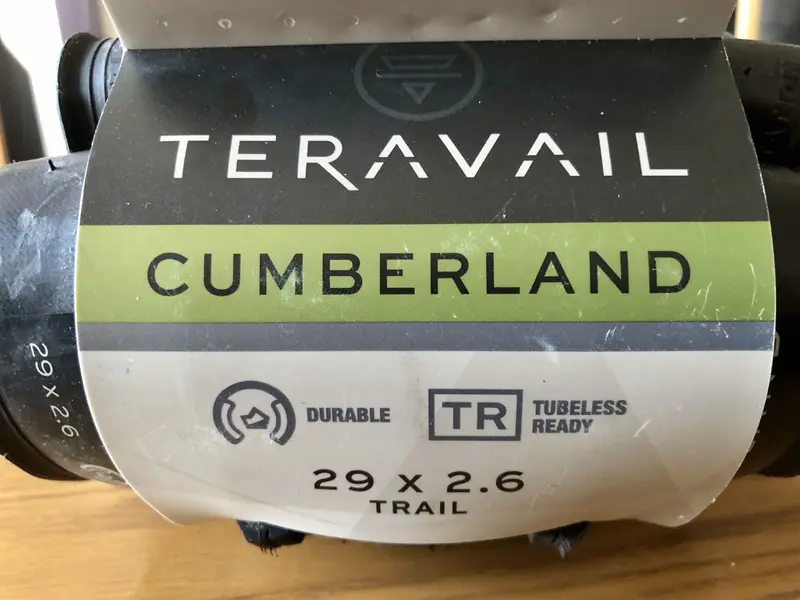 TERAVAIL
CUMBERLAND
29 x 2.6
DURABLE
TR
TUBELESS
READY
29 x 2.6
TRAIL